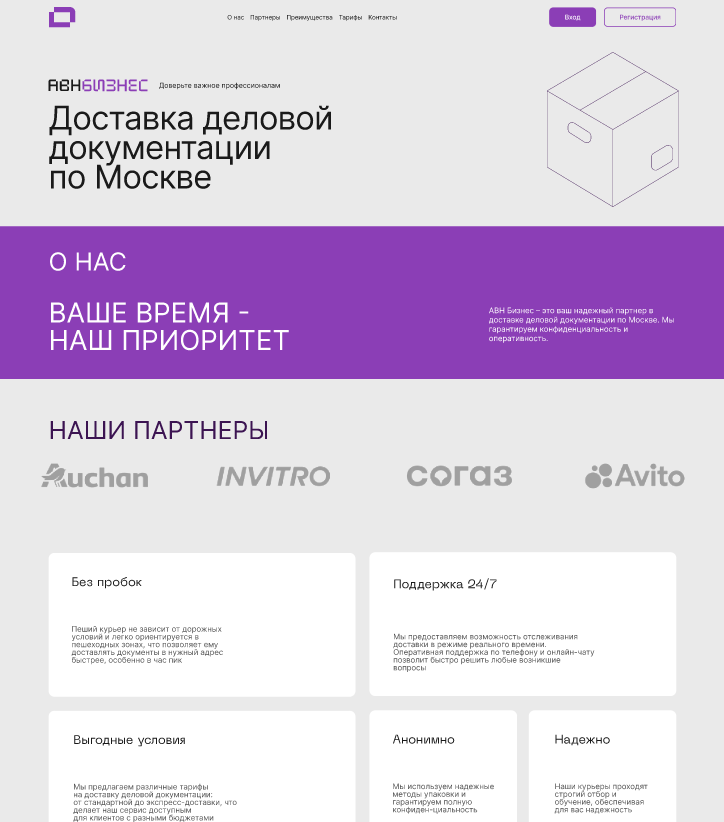 О нас Партнеры Преимущества Тарифы Контакты
Вход
Регистрация
АВНБИЗНЕС
Доверьте важное профессионалам
Доставка деловой
документации
по Москве
О НАС
ВАШЕ ВРЕМЯ -
НАШ ПРИОРИТЕТ
АВН Бизнес – это ваш надежный партнер в
доставке деловой документации по Москве. Мы
гарантируем конфиденциальность и
оперативность.
НАШИ ПАРТНЕРЫ
Auchan
INVITRO
согаз
Avito
Без пробок
Пеший курьер не зависит от дорожных
условий и легко ориентируется в
пешеходных зонах, что позволяет ему
доставлять документы в нужный адрес
быстрее, особенно в час пик
Поддержка 24/7
Мы предоставляем возможность отслеживания
доставки в режиме реального времени.
Оперативная поддержка по телефону и онлайн-чату
позволит быстро решить любые возникшие
вопросы
Выгодные условия
Мы предлагаем различные тарифы
на доставку деловой документации:
от стандартной до экспресс-доставки, что
делает наш сервис доступным
для клиентов с разными бюджетами
Анонимно
Мы используем надежные
методы упаковки и
гарантируем полную
конфиден-циальность
Надежно
Наши курьеры проходят
строгий отбор и
обучение, обеспечивая
для вас надежность